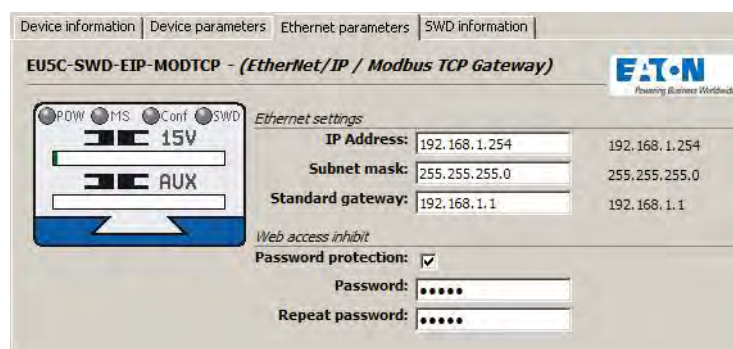 Device information Device parameters Ethernet parameters SWD information
EU5C-SWD-EIP-MODTCP - (EtherNet/IP / Modbus TCP Gateway)
EATON
Powering Business Worldwide
POW MS Conf SWD
15V
AUX
Ethernet settings
IP Address: 192.168.1.254 192.168.1.254
Subnet mask: 255.255.255.0 255.255.255.0
Standard gateway: 192.168.1.1 192.168.1.1
Web access inhibit
Password protection:
Password: •••••
Repeat password: •••••